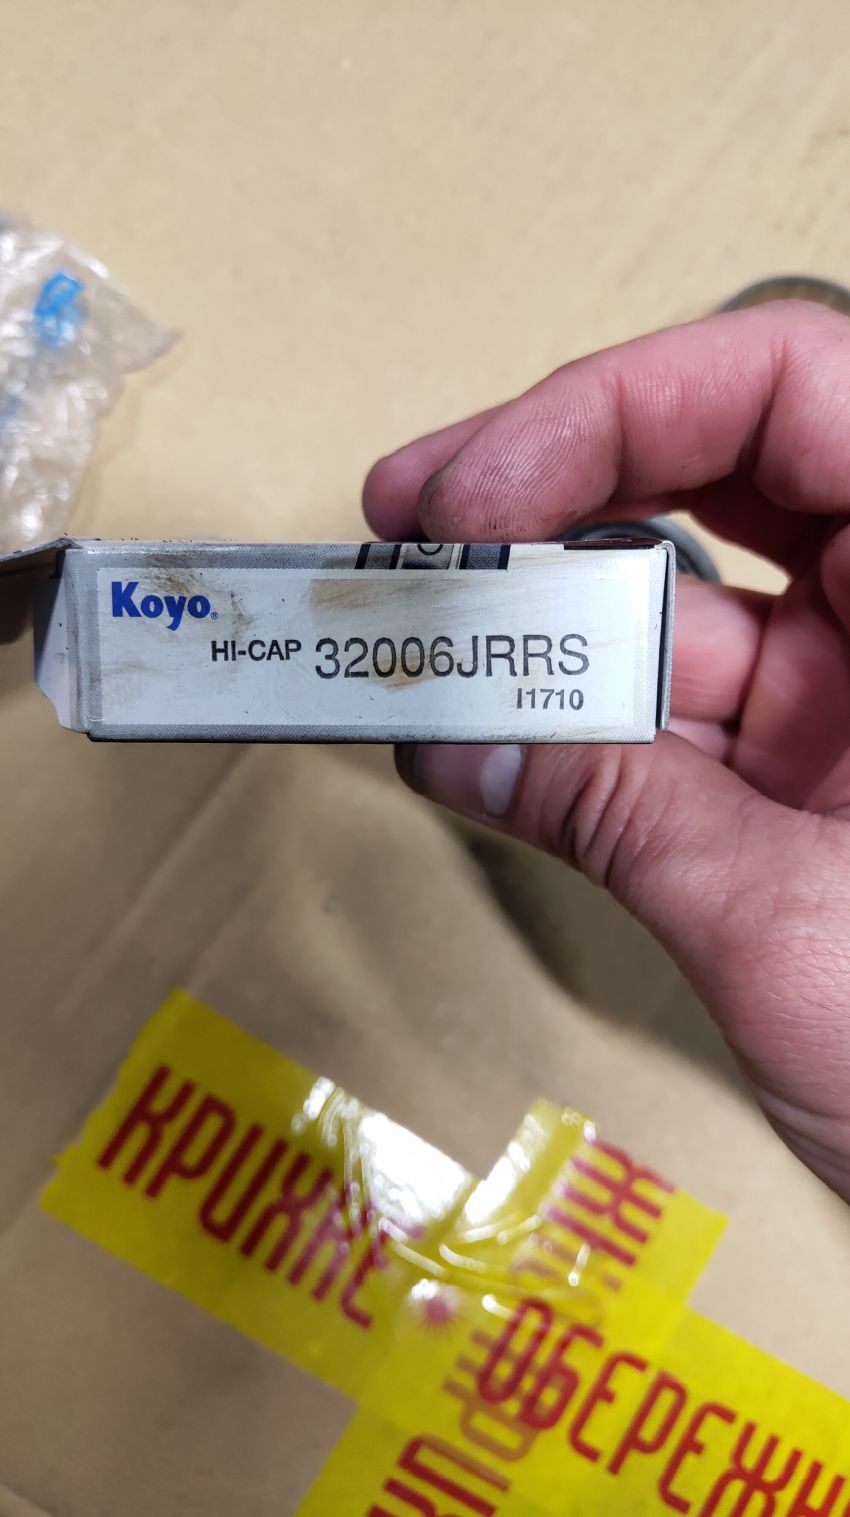 Koyo®
HI-CAP 32006JRRS
I1710
КРИХКЕ
ОБЕРЕЖН